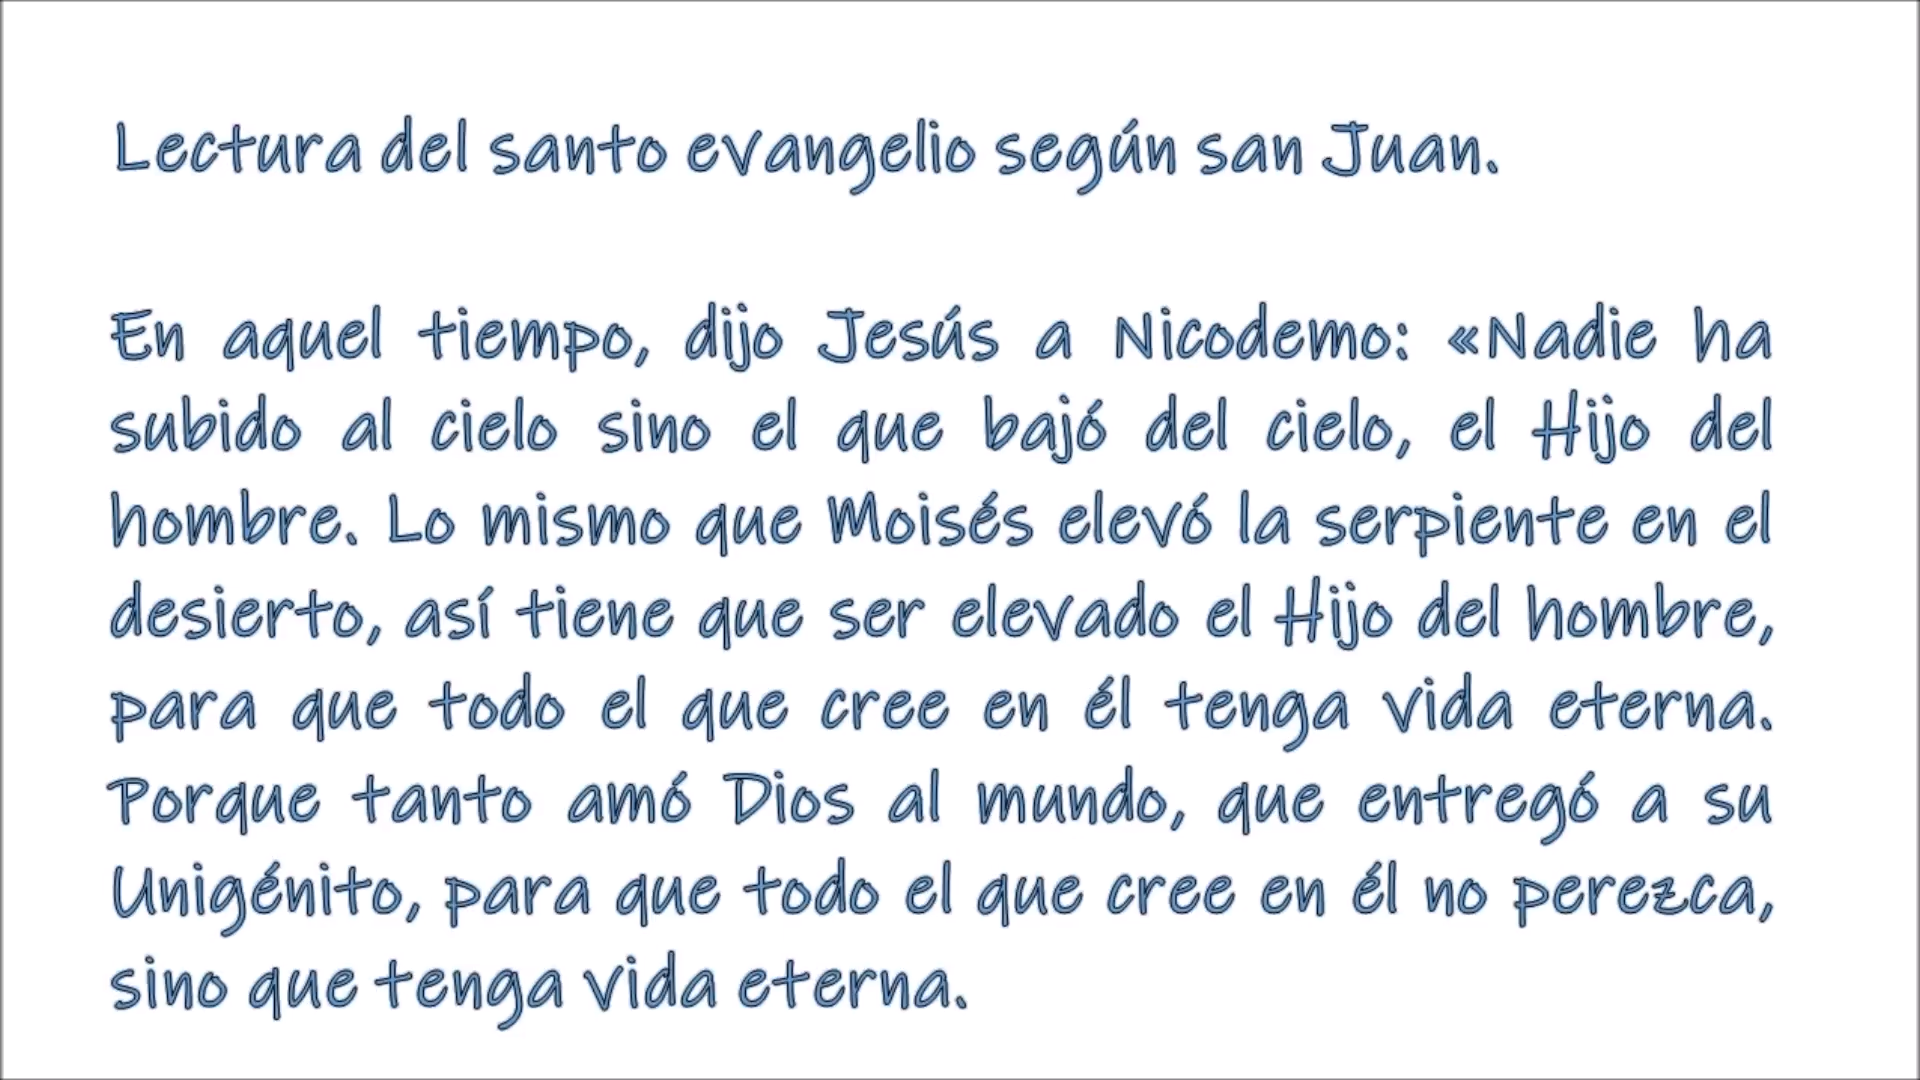 Lectura del santo evangelio según san Juan.
En aquel tiempo, dijo Jesús a Nicodemo: «Nadie ha
subido al cielo sino el que bajó del cielo, el Hijo del
hombre. Lo mismo que Moisés elevó la serpiente en el
desierto, así tiene que ser elevado el Hijo del hombre,
para que todo el que cree en él tenga vida eterna.
Porque tanto amó Dios al mundo, que entregó a su
Unigénito, para que todo el que cree en él no perezca,
sino que tenga vida eterna.